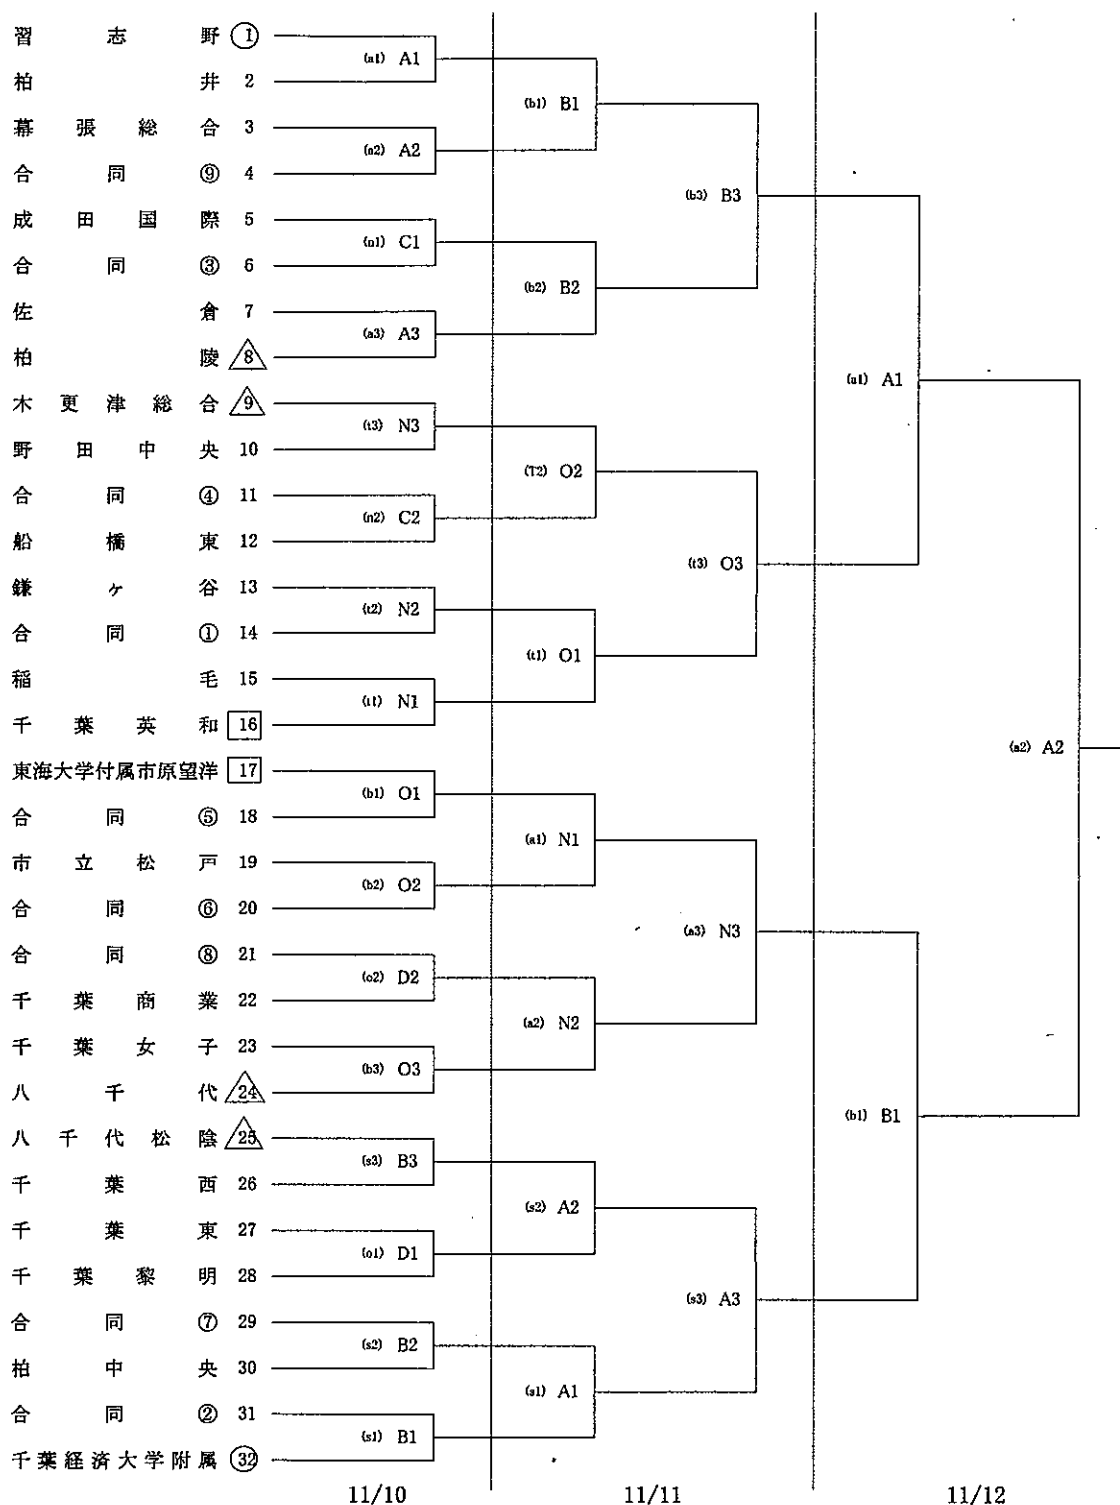 習志野 ①
(a1) A1
柏井 2
(b1) B1
幕張総合 3
(a2) A2
合同⑨ 4
(b3) B3
成田国際 5
(n1) C1
合同③ 6
(b2) B2
佐倉 7
(a3) A3
柏陵 8
(a1) A1
木更津総合 9
(t3) N3
野田中央 10
(T2) O2
合同④ 11
(n2) C2
船橋東 12
(t3) O3
鎌ヶ谷 13
(t2) N2
合同① 14
(t1) O1
稲毛 15
(t1) N1
千葉英和 16
(a2) A2
東海大学付属市原望洋 17
(b1) O1
合同⑤ 18
(a1) N1
市立松戸 19
(b2) O2
合同⑥ 20
(a3) N3
合同⑧ 21
(o2) D2
千葉商業 22
(a2) N2
千葉女子 23
(b3) O3
八千代 24
(b1) B1
八千代松陰 25
(s3) B3
千葉西 26
(s2) A2
千葉東 27
(o1) D1
千葉黎明 28
(s3) A3
合同⑦ 29
(s2) B2
柏中央 30
(s1) A1
合同② 31
(s1) B1
千葉経済大学附属 ㉜
11/10 11/11 11/12